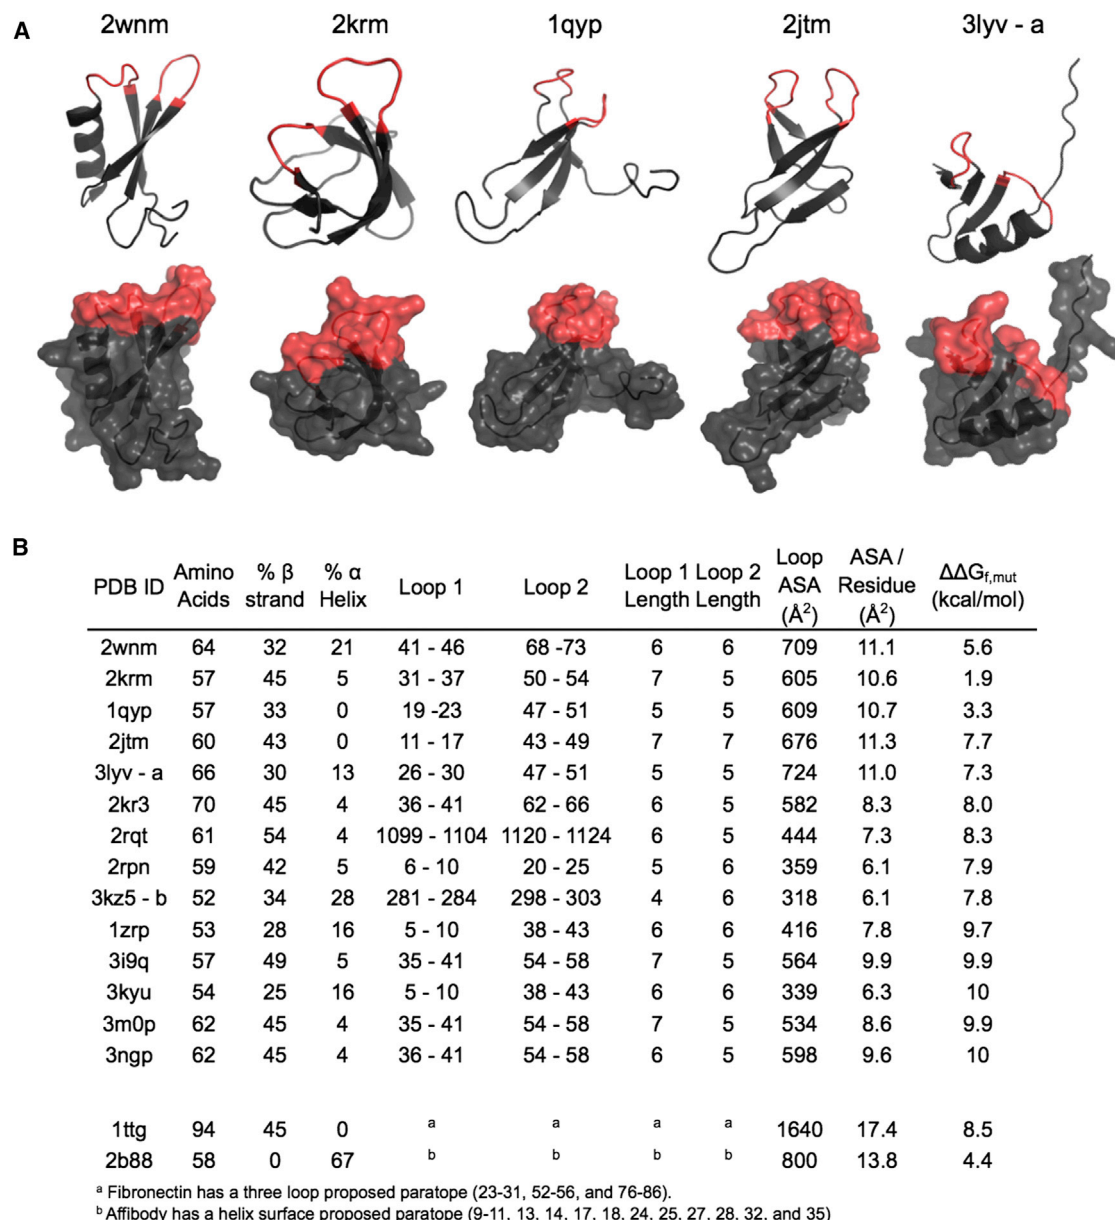 A
2wnm 2krm 1qyp 2jtm 3lyv - a
B
PDB ID Amino Acids % β strand % α Helix Loop 1 Loop 2 Loop 1 Length Loop 2 Length Loop ASA (Å²) ASA / Residue (Å²) ΔΔGf,mut (kcal/mol)
2wnm 64 32 21 41 - 46 68 -73 6 6 709 11.1 5.6
2krm 57 45 5 31 - 37 50 - 54 7 5 605 10.6 1.9
1qyp 57 33 0 19 -23 47 - 51 5 5 609 10.7 3.3
2jtm 60 43 0 11 - 17 43 - 49 7 7 676 11.3 7.7
3lyv - a 66 30 13 26 - 30 47 - 51 5 5 724 11.0 7.3
2kr3 70 45 4 36 - 41 62 - 66 6 5 582 8.3 8.0
2rqt 61 54 4 1099 - 1104 1120 - 1124 6 5 444 7.3 8.3
2rpn 59 42 5 6 - 10 20 - 25 5 6 359 6.1 7.9
3kz5 - b 52 34 28 281 - 284 298 - 303 4 6 318 6.1 7.8
1zrp 53 28 16 5 - 10 38 - 43 6 6 416 7.8 9.7
3i9q 57 49 5 35 - 41 54 - 58 7 5 564 9.9 9.9
3kyu 54 25 16 5 - 10 38 - 43 6 6 339 6.3 10
3m0p 62 45 4 35 - 41 54 - 58 7 5 534 8.6 9.9
3ngp 62 45 4 36 - 41 54 - 58 6 5 598 9.6 10
1ttg 94 45 0 a a a a 1640 17.4 8.5
2b88 58 0 67 b b b b 800 13.8 4.4
a Fibronectin has a three loop proposed paratope (23-31, 52-56, and 76-86).
b Affibody has a helix surface proposed paratope (9-11, 13, 14, 17, 18, 24, 25, 27, 28, 32, and 35)